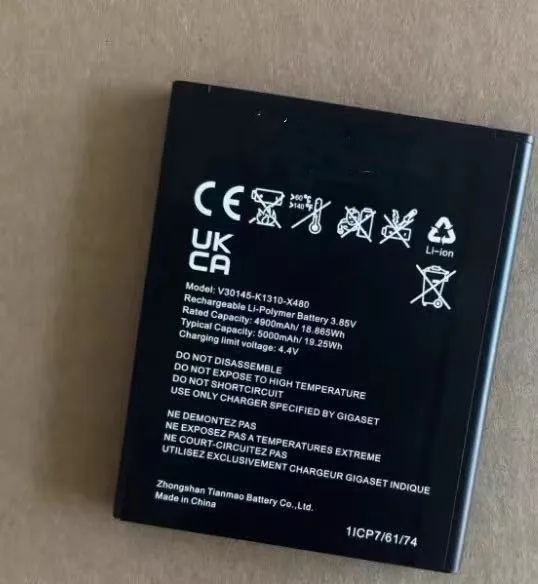 CE
>60 °C
>140 °F
Li-ion
UK
CA
Model: V30145-K1310-X480
Rechargeable Li-Polymer Battery 3.85V
Rated Capacity: 4900mAh/ 18.865Wh
Typical Capacity: 5000mAh/ 19.25Wh
Charging limit voltage: 4.4V
DO NOT DISASSEMBLE
DO NOT EXPOSE TO HIGH TEMPERATURE
DO NOT SHORTCIRCUIT
USE ONLY CHARGER SPECIFIED BY GIGASET
NE DEMONTEZ PAS
NE EXPOSEZ PAS A TEMPERATURES EXTREME
NE COURT-CIRCUITEZ PAS
UTILISEZ EXCLUSIVEMENT CHARGEUR GIGASET INDIQUE
Zhongshan Tianmao Battery Co.,Ltd.
Made in China
1ICP7/61/74